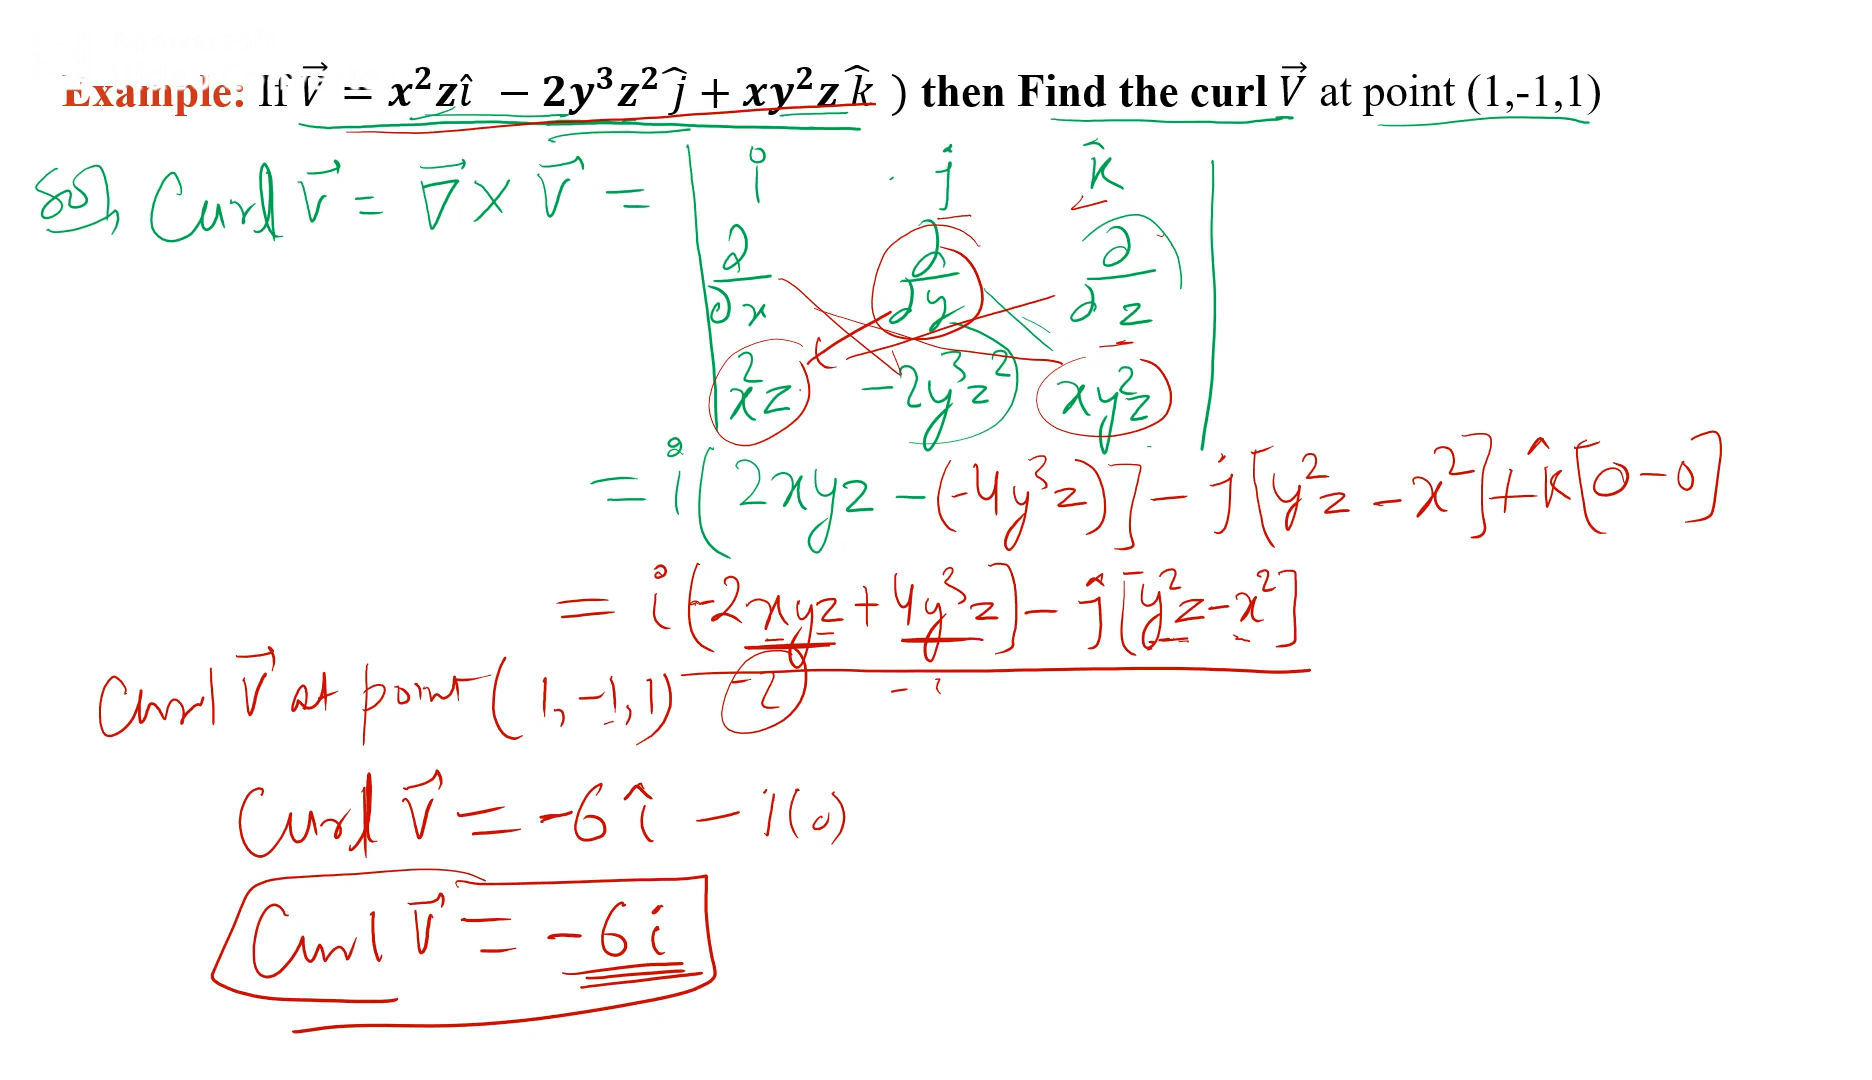 Example: If V⃗ = x²zî − 2y³z²ĵ + xy²z k̂ ) then Find the curl V⃗ at point (1,-1,1)
Sol, Curl V⃗ = ∇⃗ × V⃗ =
i j k̂
∂/∂x ∂/∂y ∂/∂z
x²z −2y³z² xy²z
= i(2xyz −(-4y³z)] − j[y²z − x²]+k̂[0−0]
= i(-2xyz + 4y³z] − ĵ[y²z−x²]
Curl V⃗ at point (1,-1,1) -2 -
Curl V⃗ = -6î − j(0)
Curl V⃗ = -6i